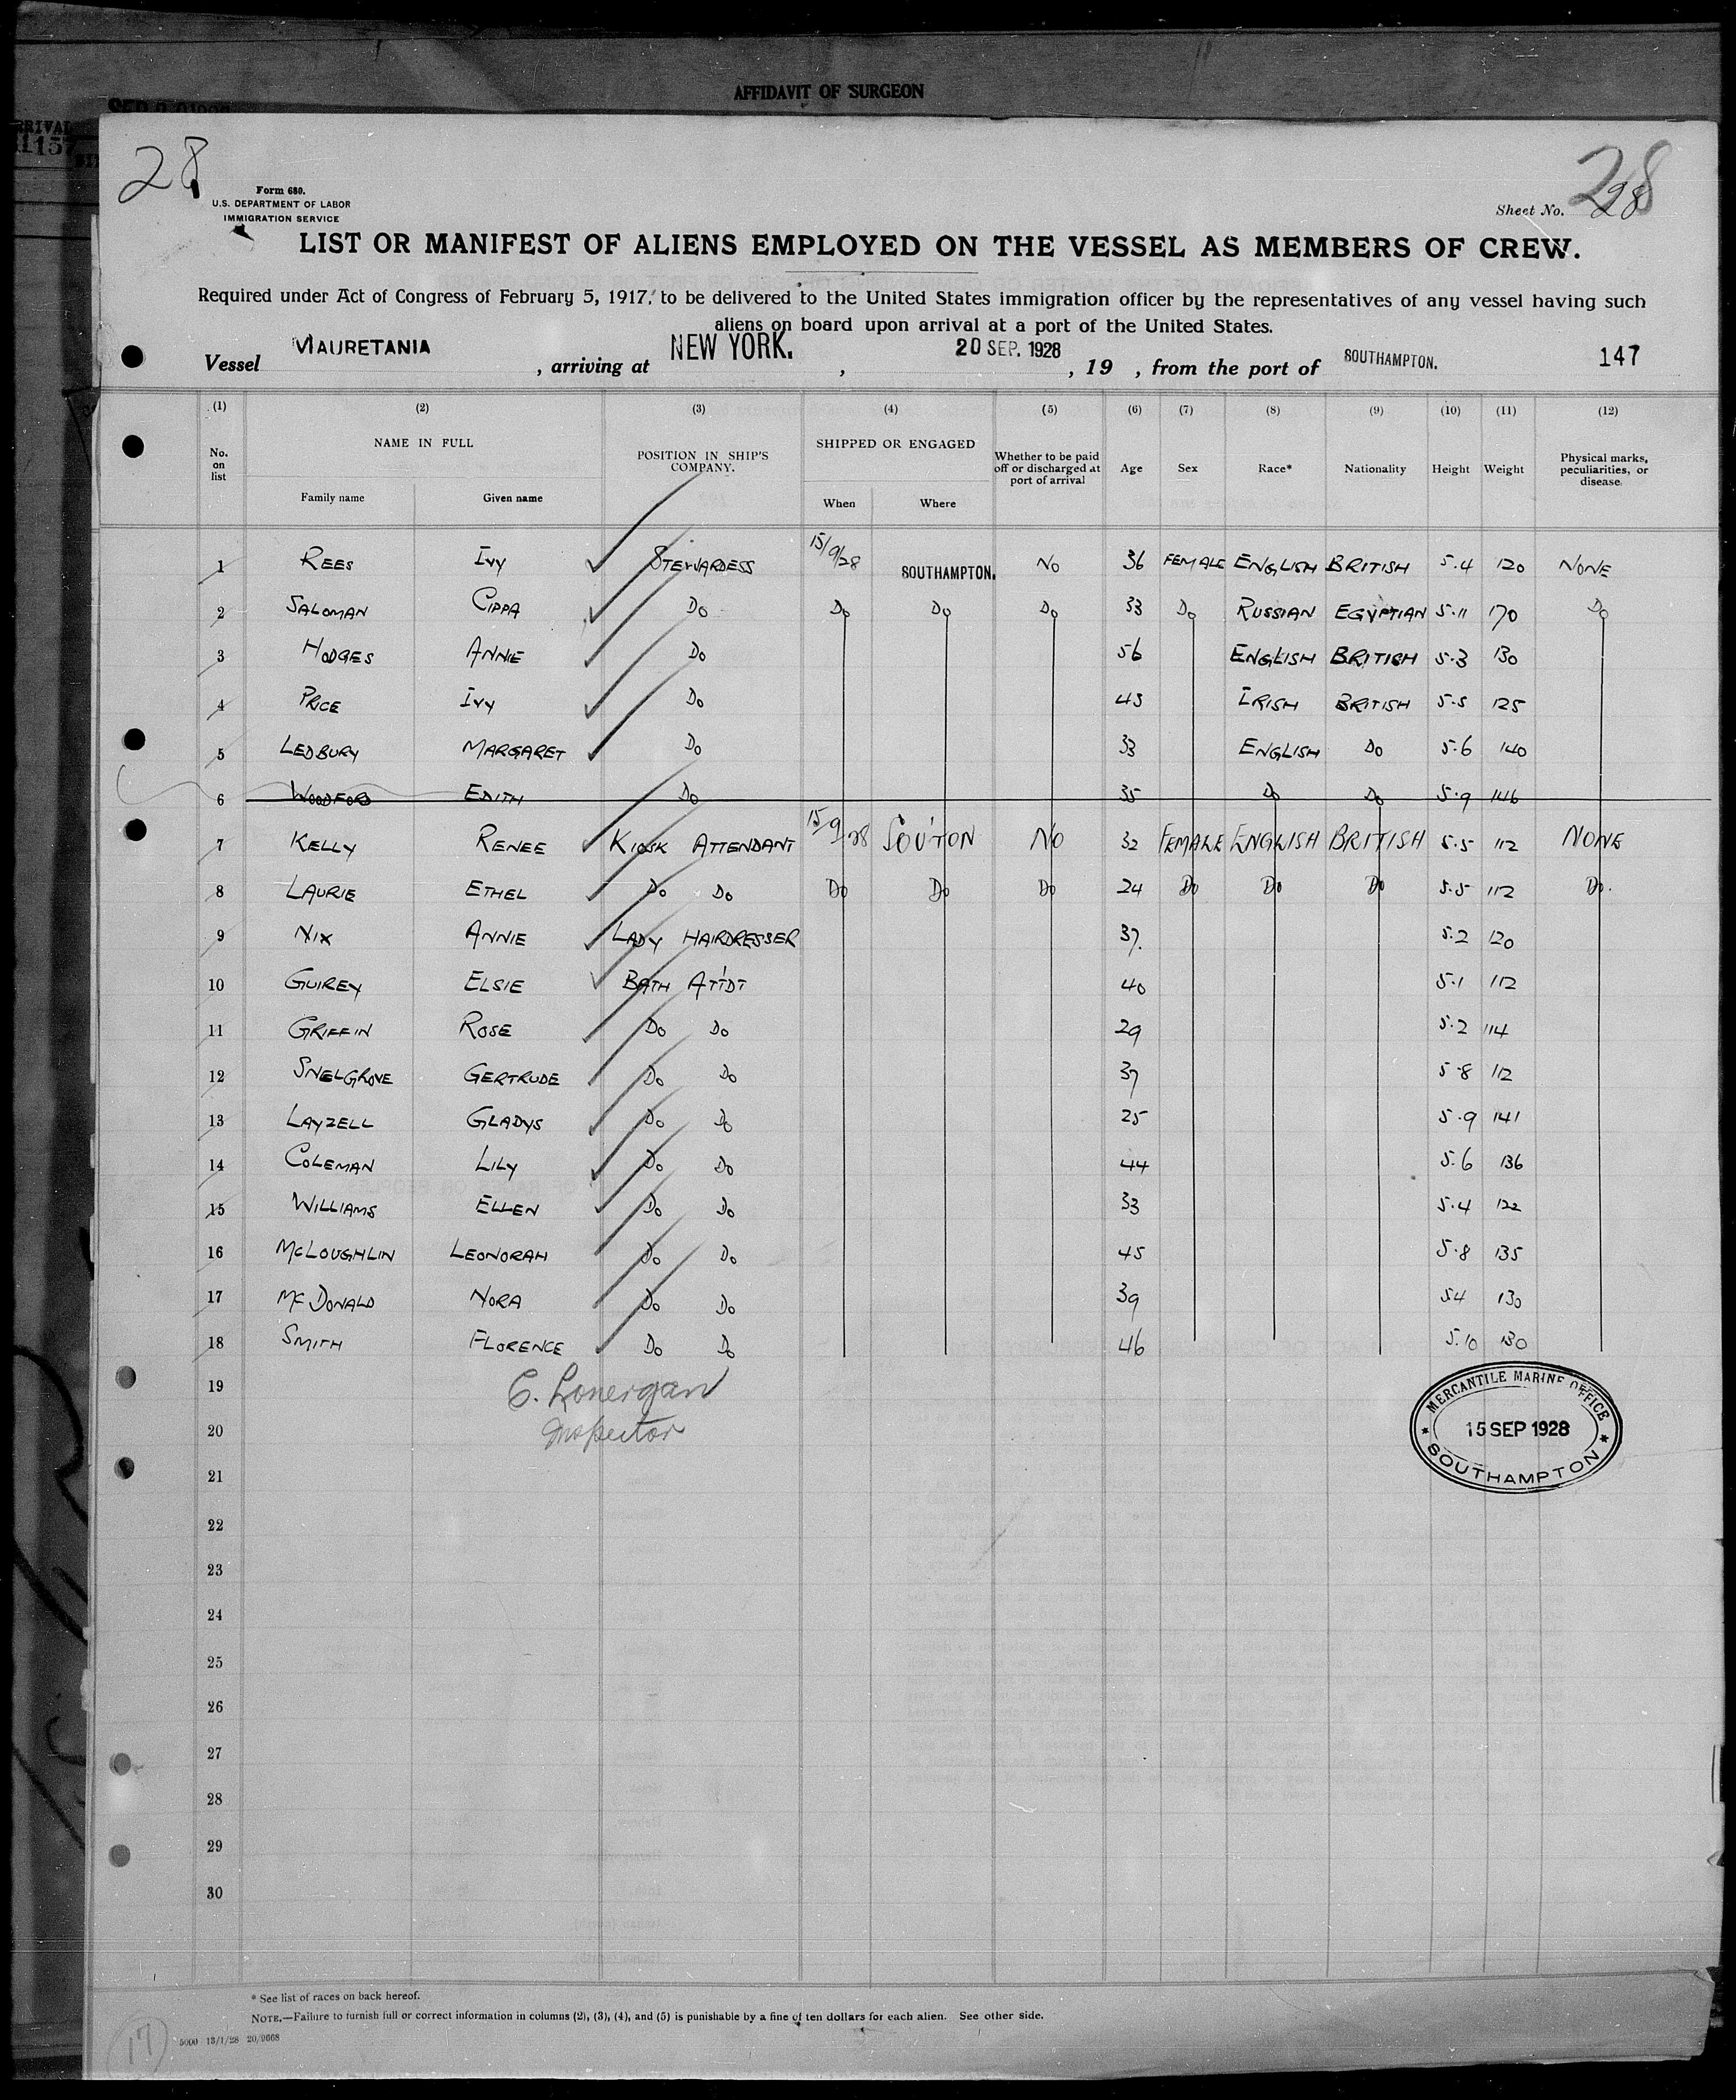 AFFIDAVIT OF SURGEON
28
Form 680.
U.S. DEPARTMENT OF LABOR
IMMIGRATION SERVICE
28
Sheet No. 28
LIST OR MANIFEST OF ALIENS EMPLOYED ON THE VESSEL AS MEMBERS OF CREW.
Required under Act of Congress of February 5, 1917, to be delivered to the United States immigration officer by the representatives of any vessel having such
aliens on board upon arrival at a port of the United States.
Vessel MAURETANIA , arriving at NEW YORK. , 20 SEP. 1928 , 19 , from the port of SOUTHAMPTON. 147
(1) (2) (3) (4) (5) (6) (7) (8) (9) (10) (11) (12)
No. on list NAME IN FULL POSITION IN SHIP'S COMPANY. SHIPPED OR ENGAGED Whether to be paid off or discharged at port of arrival Age Sex Race* Nationality Height Weight Physical marks, peculiarities, or disease.
Family name Given name When Where
1 REES IVY STEWARDESS 15/9/28 SOUTHAMPTON. NO 36 FEMALE ENGLISH BRITISH 5.4 120 NONE
2 SALOMAN CIPPA DO DO DO DO 33 DO RUSSIAN EGYPTIAN 5.11 170 DO
3 HODGES ANNIE DO 56 ENGLISH BRITISH 5.3 130
4 PRICE IVY DO 43 IRISH BRITISH 5.5 125
5 LEDBURY MARGARET DO 33 ENGLISH DO 5.6 140
6 WOODFORD EDITH DO 35 DO DO 5.9 146
7 KELLY RENEE KIOSK ATTENDANT 15/9/28 SOU'TON NO 32 FEMALE ENGLISH BRITISH 5.5 112 NONE
8 LAURIE ETHEL DO DO DO DO DO 24 DO DO DO 5.5 112 DO.
9 NIX ANNIE LADY HAIRDRESSER 37. 5.2 120
10 GUIREY ELSIE BATH ATTDT 40 5.1 112
11 GRIFFIN ROSE DO DO 29 5.2 114
12 SNELGROVE GERTRUDE DO DO 37 5.8 112
13 LAYZELL GLADYS DO DO 25 5.9 141
14 COLEMAN LILY DO DO 44 5.6 136
15 WILLIAMS ELLEN DO DO 33 5.4 122
16 MCLOUGHLIN LEONORAH DO DO 45 5.8 135
17 MCDONALD NORA DO DO 39 54 130
18 SMITH FLORENCE DO DO 46 5.10 130
19
C. Lonergan
20
Inspector
MERCANTILE MARINE OFFICE
15 SEP 1928
SOUTHAMPTON
21
22
23
24
25
26
27
28
29
30
* See list of races on back hereof.
NOTE.—Failure to furnish full or correct information in columns (2), (3), (4), and (5) is punishable by a fine of ten dollars for each alien. See other side.
5000 13/1/28 20/9668
17